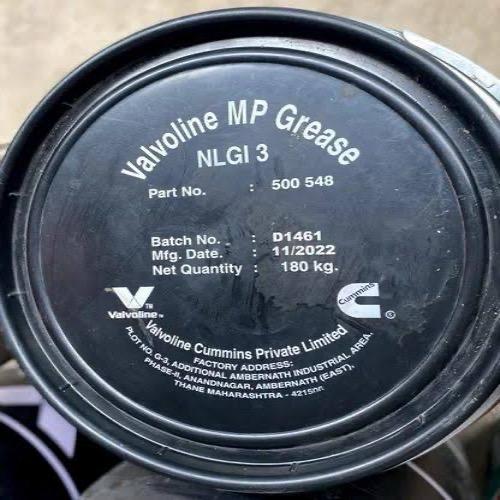 Valvoline MP Grease
NLGI 3
Part No. : 500 548
Batch No. : D1461
Mfg. Date. : 11/2022
Net Quantity : 180 kg.
TM
Valvoline™
Cummins
Valvoline Cummins Private Limited
FACTORY ADDRESS:
PLOT NO. G-3, ADDITIONAL AMBERNATH INDUSTRIAL AREA,
PHASE-II, ANANDNAGAR, AMBERNATH (EAST),
THANE MAHARASHTRA -